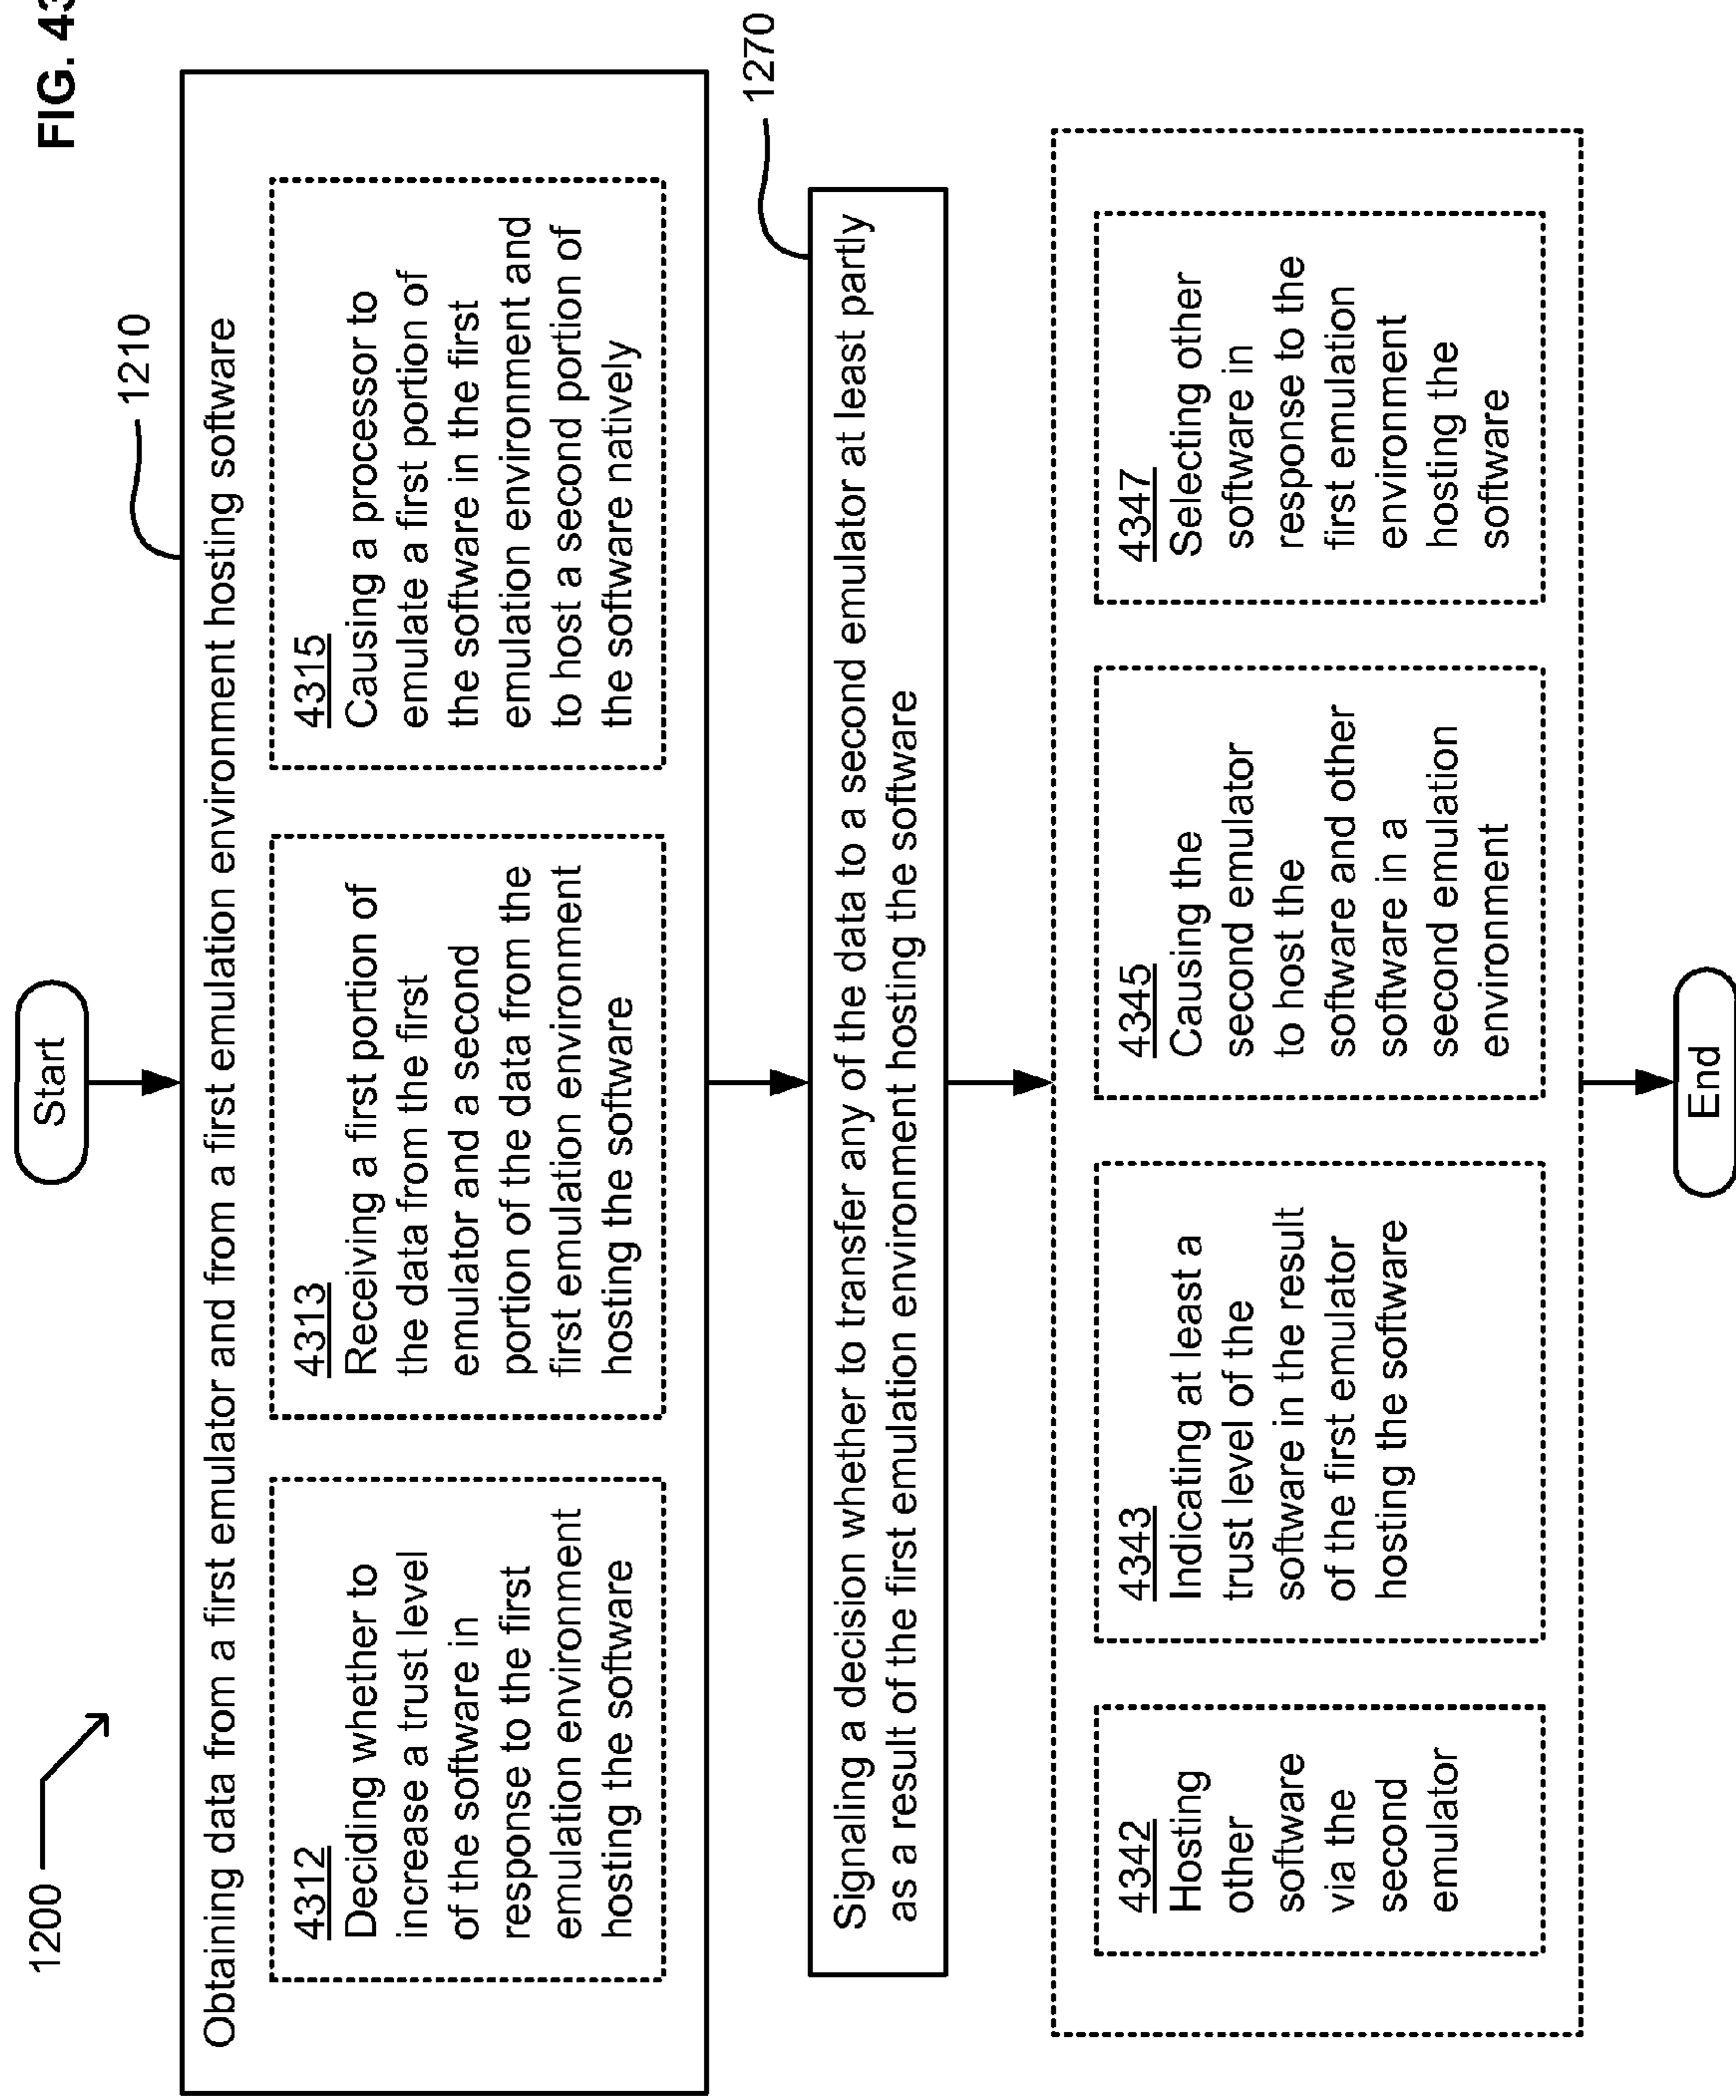 FIG. 43
1200
Start
1210
Obtaining data from a first emulator and from a first emulation environment hosting software
4312
Deciding whether to
increase a trust level
of the software in
response to the first
emulation environment
hosting the software
4313
Receiving a first portion of
the data from the first
emulator and a second
portion of the data from the
first emulation environment
hosting the software
4315
Causing a processor to
emulate a first portion of
the software in the first
emulation environment and
to host a second portion of
the software natively
1270
Signaling a decision whether to transfer any of the data to a second emulator at least partly
as a result of the first emulation environment hosting the software
4342
Hosting
other
software
via the
second
emulator
4343
Indicating at least a
trust level of the
software in the result
of the first emulator
hosting the software
4345
Causing the
second emulator
to host the
software and other
software in a
second emulation
environment
4347
Selecting other
software in
response to the
first emulation
environment
hosting the
software
End